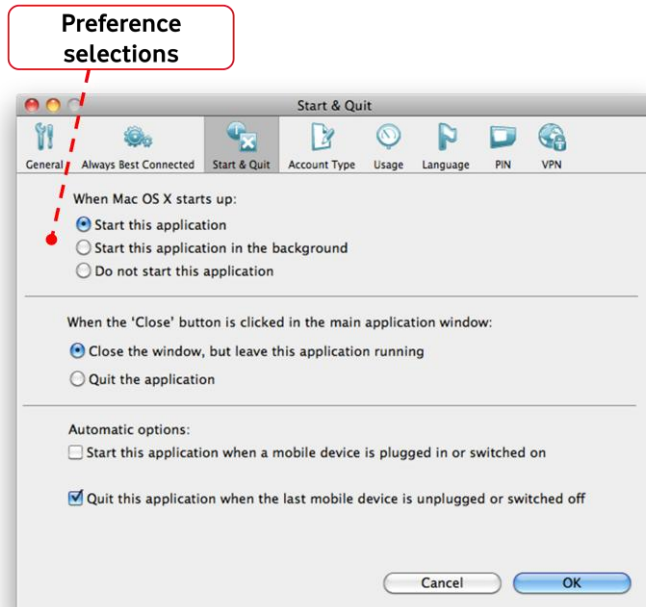 Preference
selections
Start & Quit
General Always Best Connected Start & Quit Account Type Usage Language PIN VPN
When Mac OS X starts up:
Start this application
Start this application in the background
Do not start this application
When the 'Close' button is clicked in the main application window:
Close the window, but leave this application running
Quit the application
Automatic options:
Start this application when a mobile device is plugged in or switched on
Quit this application when the last mobile device is unplugged or switched off
Cancel OK